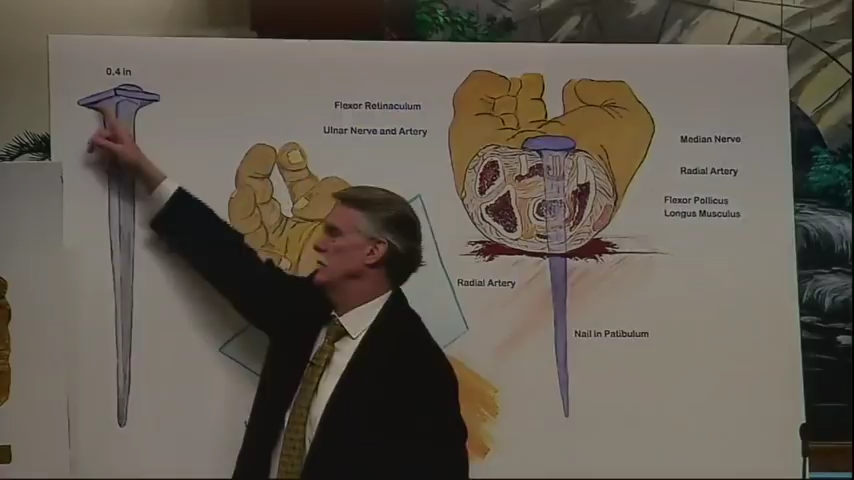 0.4 in
Flexor Retinaculum
Ulnar Nerve and Artery
Median Nerve
Radial Artery
Flexor Pollicus
Longus Musculus
Radial Artery
Nail in Patibulum